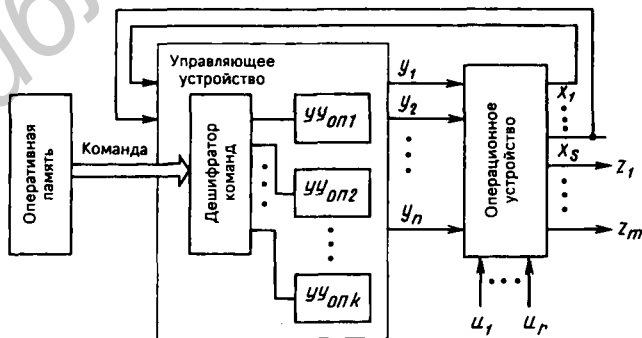 Управляющее
устройство
Оперативная
память
Команда
Дешифратор
команд
УУоп1
УУоп2
УУопk
y1
y2
yn
Операционное
устройство
x1
xs
z1
zm
u1
ur